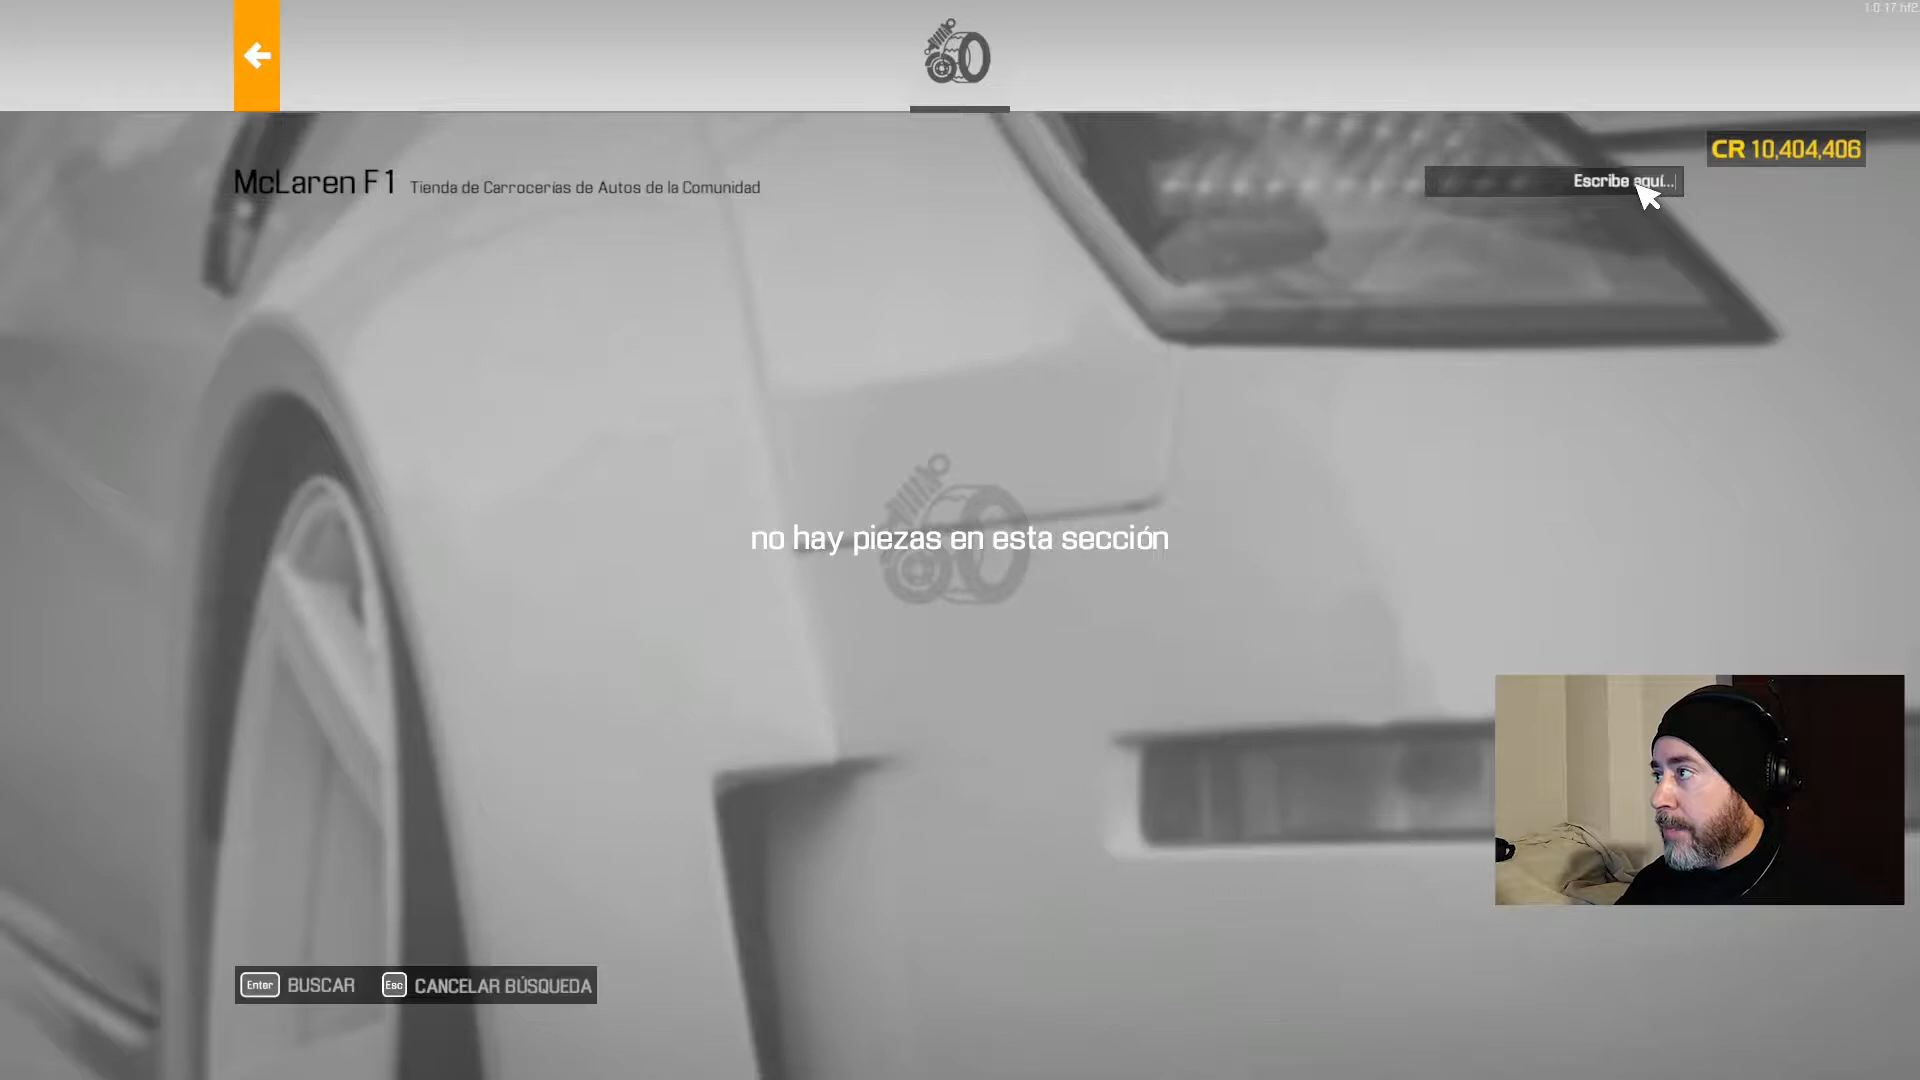 1.0.17.hf2
CR 10,404,406
McLaren F1 Tienda de Carrocerías de Autos de la Comunidad
Escribe aquí...
no hay piezas en esta sección
Enter BUSCAR Esc CANCELAR BÚSQUEDA